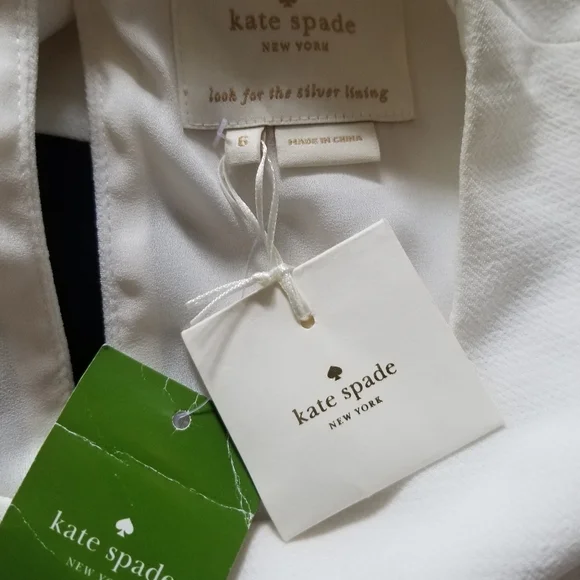 kate spade
NEW YORK
look for the silver lining
6
MADE IN CHINA
kate spade
NEW YORK
kate spade
NEW YORK